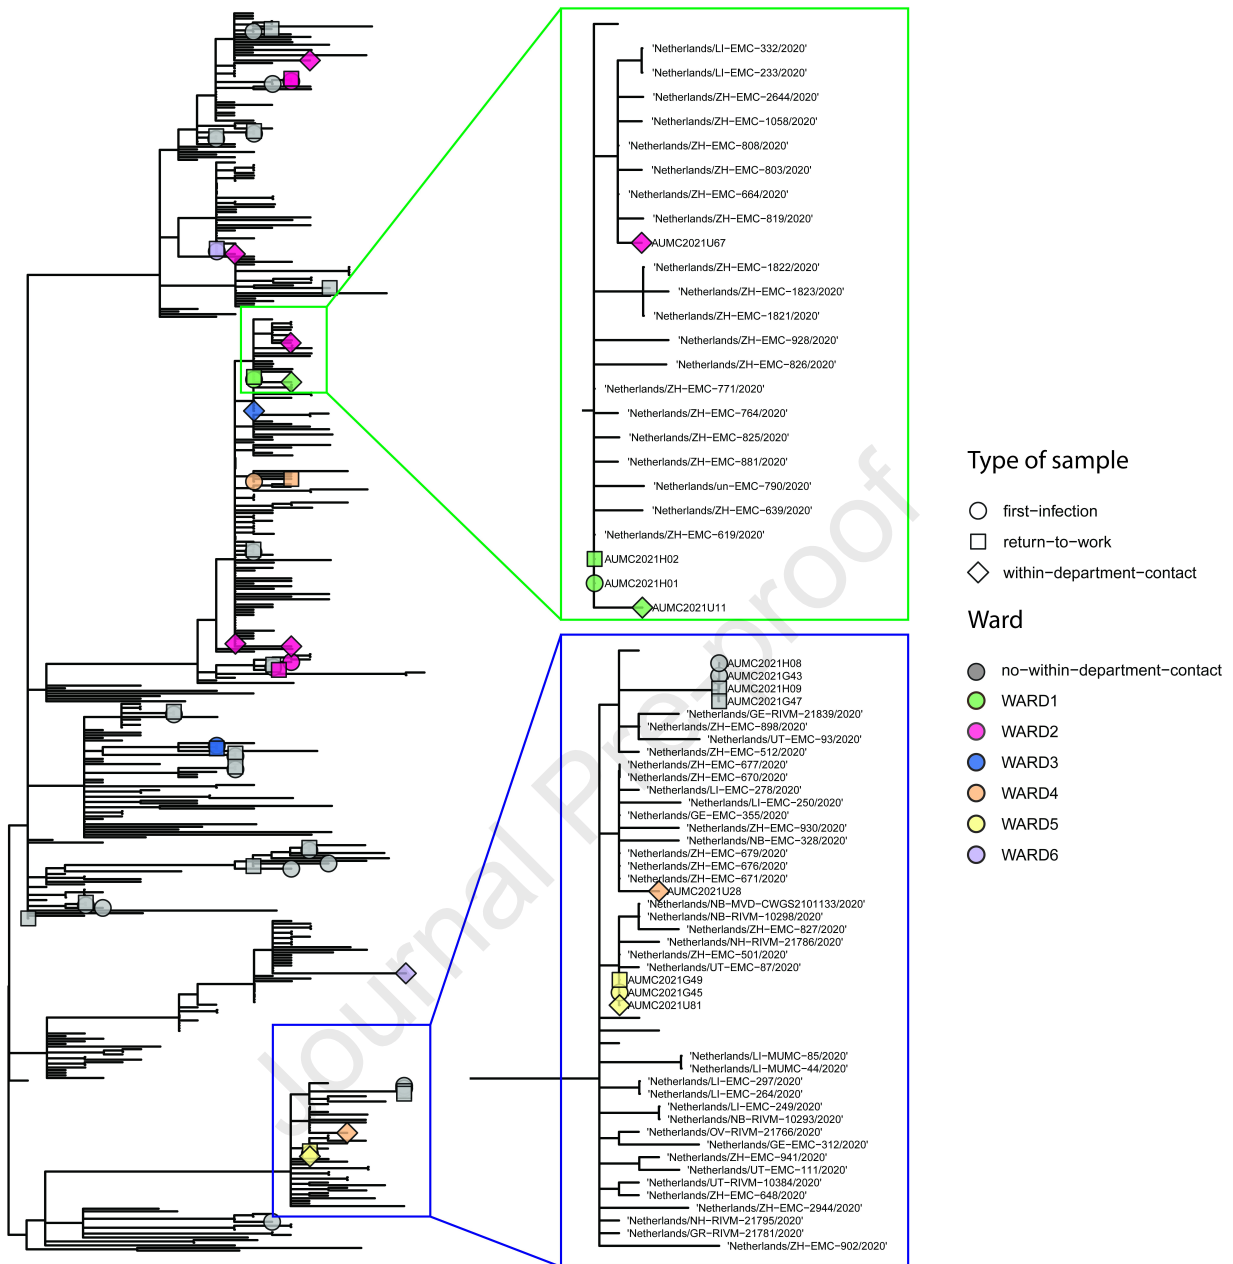 'Netherlands/LI−EMC−332/2020'
'Netherlands/LI−EMC−233/2020'
'Netherlands/ZH−EMC−2644/2020'
'Netherlands/ZH−EMC−1058/2020'
'Netherlands/ZH−EMC−808/2020'
'Netherlands/ZH−EMC−803/2020'
'Netherlands/ZH−EMC−664/2020'
'Netherlands/ZH−EMC−819/2020'
AUMC2021U67
'Netherlands/ZH−EMC−1822/2020'
'Netherlands/ZH−EMC−1823/2020'
'Netherlands/ZH−EMC−1821/2020'
'Netherlands/ZH−EMC−928/2020'
'Netherlands/ZH−EMC−826/2020'
'Netherlands/ZH−EMC−771/2020'
'Netherlands/ZH−EMC−764/2020'
'Netherlands/ZH−EMC−825/2020'
'Netherlands/ZH−EMC−881/2020'
'Netherlands/un−EMC−790/2020'
'Netherlands/ZH−EMC−639/2020'
'Netherlands/ZH−EMC−619/2020'
AUMC2021H02
AUMC2021H01
AUMC2021U11
AUMC2021H08
AUMC2021G43
AUMC2021H09
AUMC2021G47
'Netherlands/GE−RIVM−21839/2020'
'Netherlands/ZH−EMC−898/2020'
'Netherlands/UT−EMC−93/2020'
'Netherlands/ZH−EMC−512/2020'
'Netherlands/ZH−EMC−677/2020'
'Netherlands/ZH−EMC−670/2020'
'Netherlands/LI−EMC−278/2020'
'Netherlands/LI−EMC−250/2020'
'Netherlands/GE−EMC−355/2020'
'Netherlands/ZH−EMC−930/2020'
'Netherlands/NB−EMC−328/2020'
'Netherlands/ZH−EMC−679/2020'
'Netherlands/ZH−EMC−676/2020'
'Netherlands/ZH−EMC−671/2020'
AUMC2021U28
'Netherlands/NB−MVD−CWGS2101133/2020'
'Netherlands/NB−RIVM−10298/2020'
'Netherlands/ZH−EMC−827/2020'
'Netherlands/NH−RIVM−21786/2020'
'Netherlands/ZH−EMC−501/2020'
'Netherlands/UT−EMC−87/2020'
AUMC2021G49
AUMC2021G45
AUMC2021U81
'Netherlands/LI−MUMC−85/2020'
'Netherlands/LI−MUMC−44/2020'
'Netherlands/LI−EMC−297/2020'
'Netherlands/LI−EMC−264/2020'
'Netherlands/LI−EMC−249/2020'
'Netherlands/NB−RIVM−10293/2020'
'Netherlands/OV−RIVM−21766/2020'
'Netherlands/GE−EMC−312/2020'
'Netherlands/ZH−EMC−941/2020'
'Netherlands/UT−EMC−111/2020'
'Netherlands/UT−RIVM−10384/2020'
'Netherlands/ZH−EMC−648/2020'
'Netherlands/ZH−EMC−2944/2020'
'Netherlands/NH−RIVM−21795/2020'
'Netherlands/GR−RIVM−21781/2020'
'Netherlands/ZH−EMC−902/2020'
Type of sample
first−infection
return−to−work
within−department−contact
Ward
no−within−department−contact
WARD1
WARD2
WARD3
WARD4
WARD5
WARD6
Journal Pre-proof